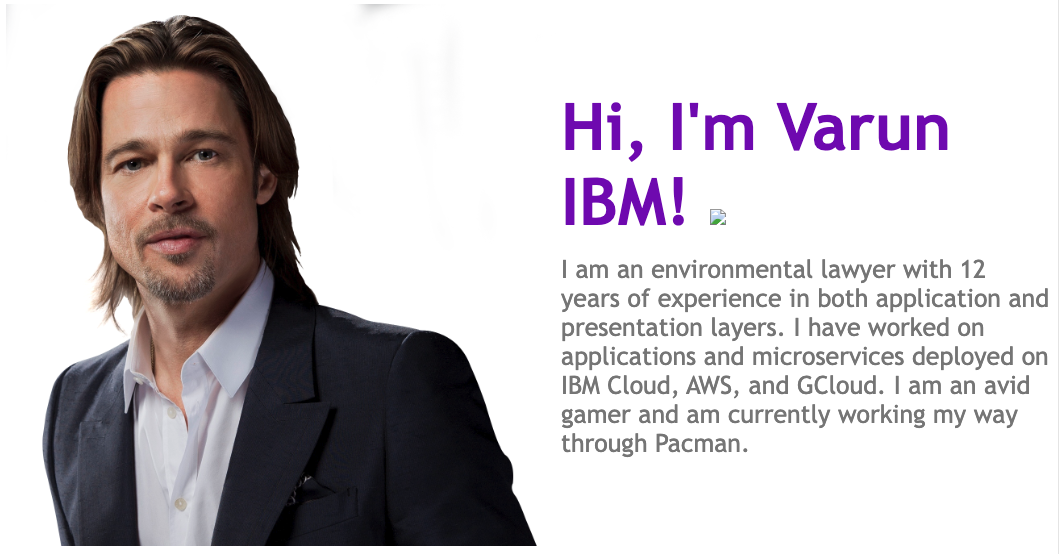 Hi, I'm Varun
IBM!
I am an environmental lawyer with 12
years of experience in both application and
presentation layers. I have worked on
applications and microservices deployed on
IBM Cloud, AWS, and GCloud. I am an avid
gamer and am currently working my way
through Pacman.